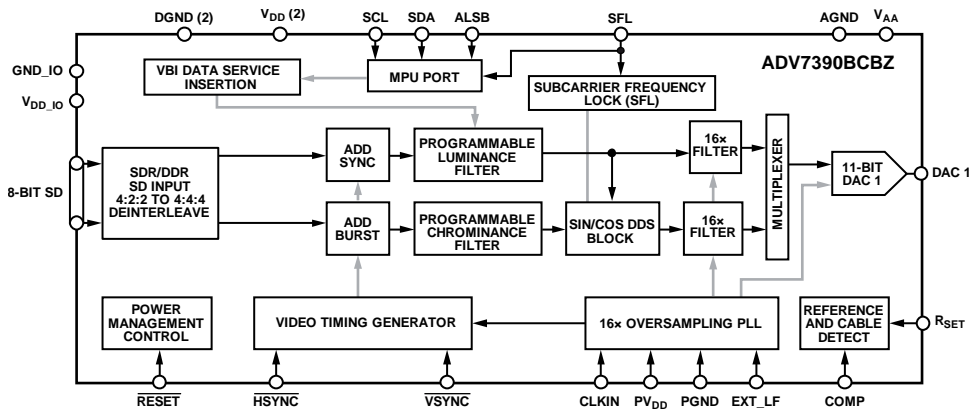 DGND (2)
VDD (2)
SCL
SDA
ALSB
SFL
AGND
VAA
ADV7390BCBZ
GND_IO
VDD_IO
VBI DATA SERVICE
INSERTION
MPU PORT
SUBCARRIER FREQUENCY
LOCK (SFL)
8-BIT SD
SDR/DDR
SD INPUT
4:2:2 TO 4:4:4
DEINTERLEAVE
ADD
SYNC
PROGRAMMABLE
LUMINANCE
FILTER
16×
FILTER
MULTIPLEXER
11-BIT
DAC 1
DAC 1
ADD
BURST
PROGRAMMABLE
CHROMINANCE
FILTER
SIN/COS DDS
BLOCK
16×
FILTER
POWER
MANAGEMENT
CONTROL
VIDEO TIMING GENERATOR
16× OVERSAMPLING PLL
REFERENCE
AND CABLE
DETECT
RSET
RESET
HSYNC
VSYNC
CLKIN
PVDD
PGND
EXT_LF
COMP